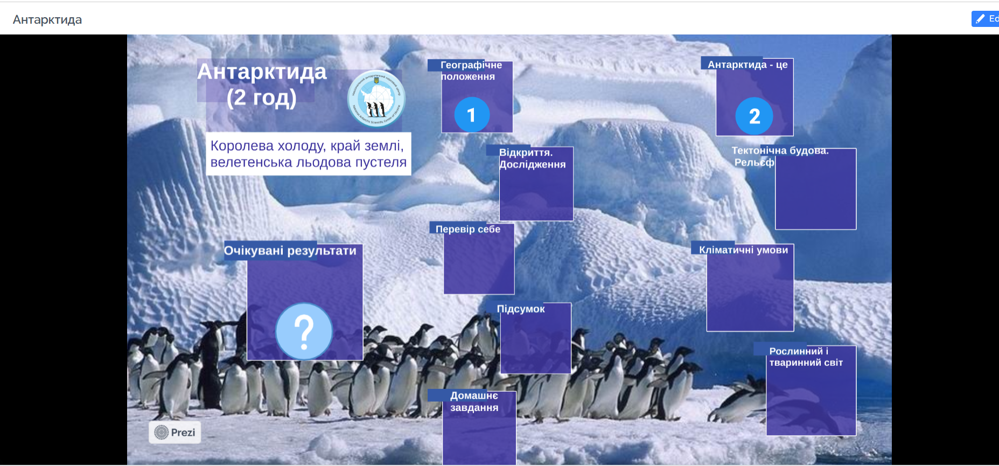 Антарктида
Ed
Антарктида
(2 год)
Королева холоду, край землі,
велетенська льодова пустеля
Очікувані результати
?
Географічне
положення
1
Відкриття.
Дослідження
Перевір себе
Підсумок
Домашнє
завдання
Антарктида - це
2
Тектонічна будова.
Рельєф
Кліматичні умови
Рослинний і
тваринний світ
Prezi